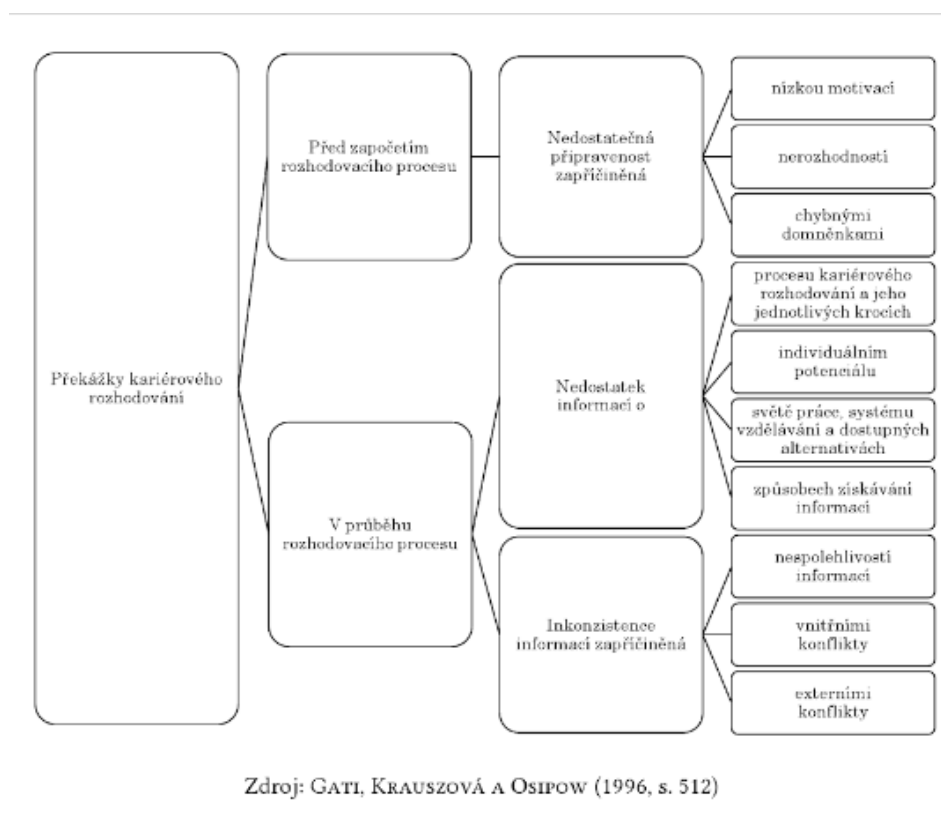 Překážky kariérového
rozhodování
Před započetím
rozhodovacího procesu
V průběhu
rozhodovacího procesu
Nedostatečná
připravenost
zapříčiněná
Nedostatek
informací o
Inkonzistence
informací zapříčiněná
nízkou motivací
nerozhodností
chybnými
domněnkami
procesu kariérového
rozhodování a jeho
jednotlivých krocích
individuálním
potenciálu
světě práce, systému
vzdělávání a dostupných
alternativách
způsobech získávání
informací
nespolehlivostí
informací
vnitřními
konflikty
externími
konflikty
Zdroj: Gati, Krauszová a Osipow (1996, s. 512)